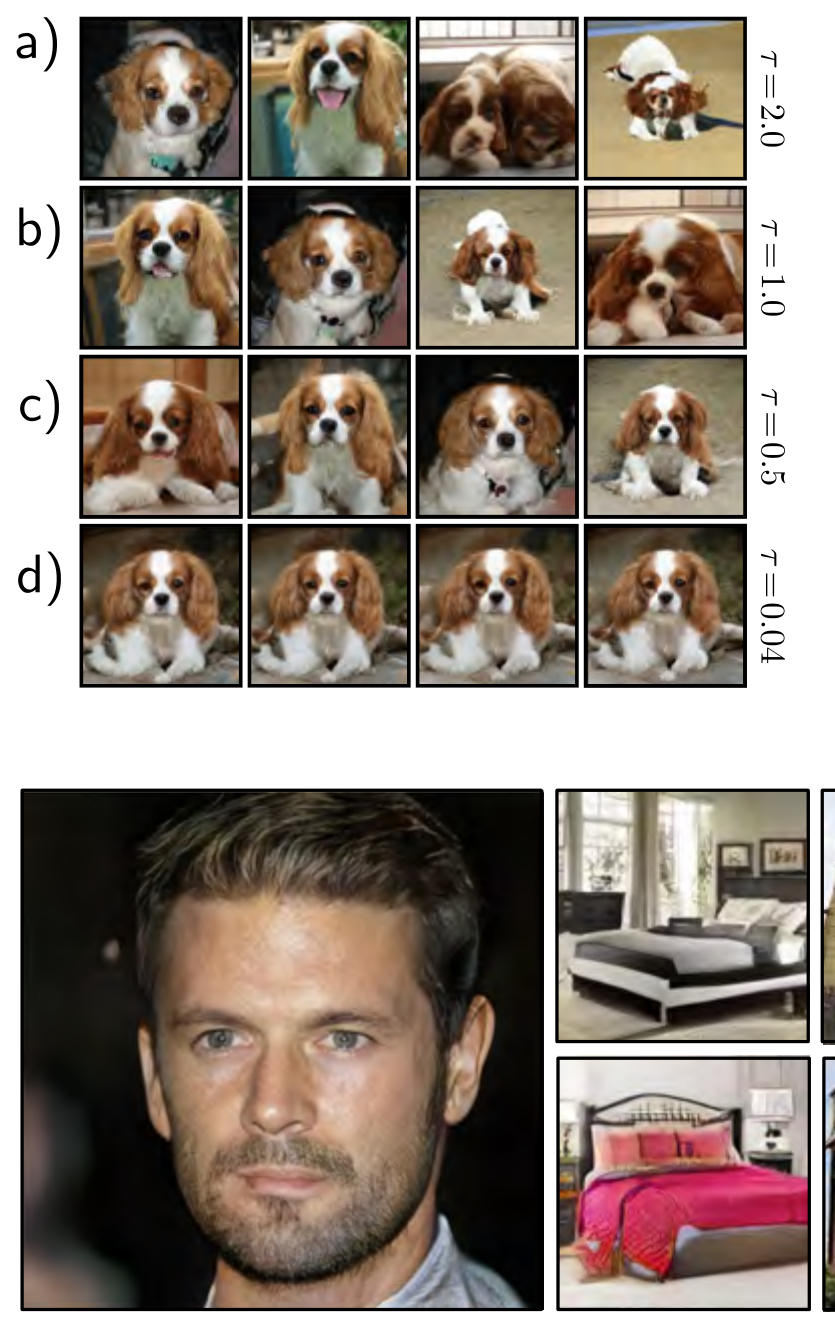 a) τ = 2.0
b) τ = 1.0
c) τ = 0.5
d) τ = 0.04